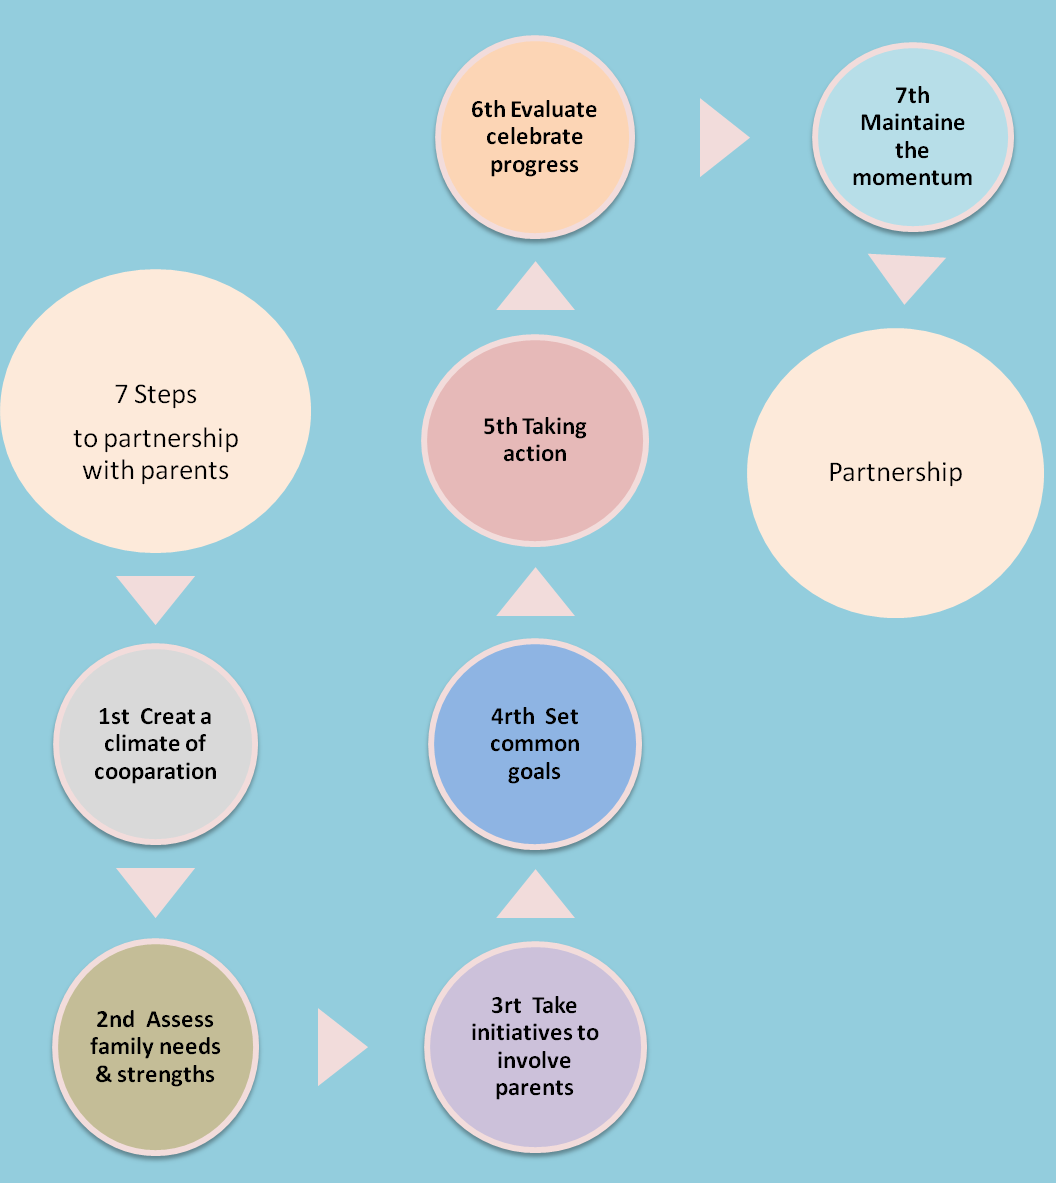 7 Steps
to partnership
with parents
1st Creat a
climate of
cooparation
2nd Assess
family needs
& strengths
3rt Take
initiatives to
involve
parents
4rth Set
common
goals
5th Taking
action
6th Evaluate
celebrate
progress
7th
Maintaine
the
momentum
Partnership